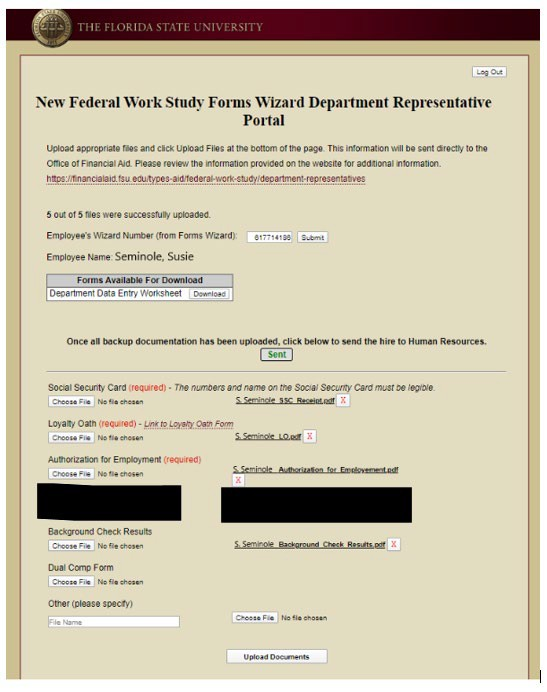 THE FLORIDA STATE UNIVERSITY
Log Out
New Federal Work Study Forms Wizard Department Representative
Portal
Upload appropriate files and click Upload Files at the bottom of the page. This information will be sent directly to the
Office of Financial Aid. Please review the information provided on the website for additional information.
https://financialaid.fsu.edu/types-aid/federal-work-study/department-representatives
5 out of 5 files were successfully uploaded.
Employee's Wizard Number (from Forms Wizard): 617714186 Submit
Employee Name: Seminole, Susie
Forms Available For Download
Department Data Entry Worksheet Download
Once all backup documentation has been uploaded, click below to send the hire to Human Resources.
Sent
Social Security Card (required) - The numbers and name on the Social Security Card must be legible.
Choose File No file chosen S. Seminole_SSC_Receipt.pdf X
Loyalty Oath (required) - Link to Loyalty Oath Form
Choose File No file chosen S. Seminole_LO.pdf X
Authorization for Employment (required)
Choose File No file chosen S. Seminole_Authorization_for_Employement.pdf
X
Background Check Results
Choose File No file chosen S. Seminole_Background_Check_Results.pdf X
Dual Comp Form
Choose File No file chosen
Other (please specify)
File Name Choose File No file chosen
Upload Documents